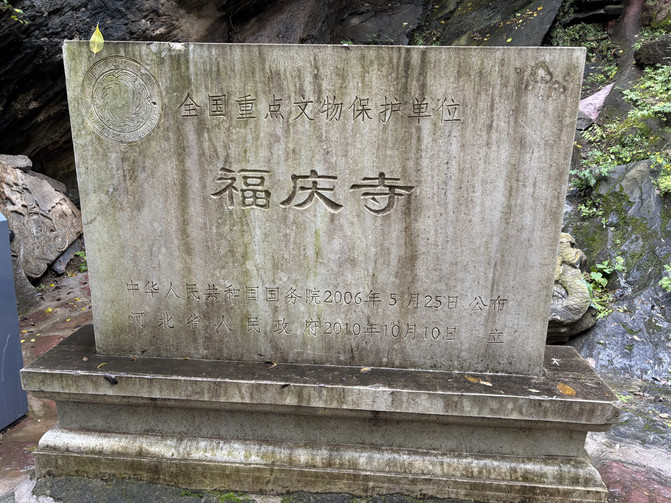 全国重点文物保护单位
福庆寺
中华人民共和国国务院2006年5月25日 公布
河北省人民政府2010年10月10日 立